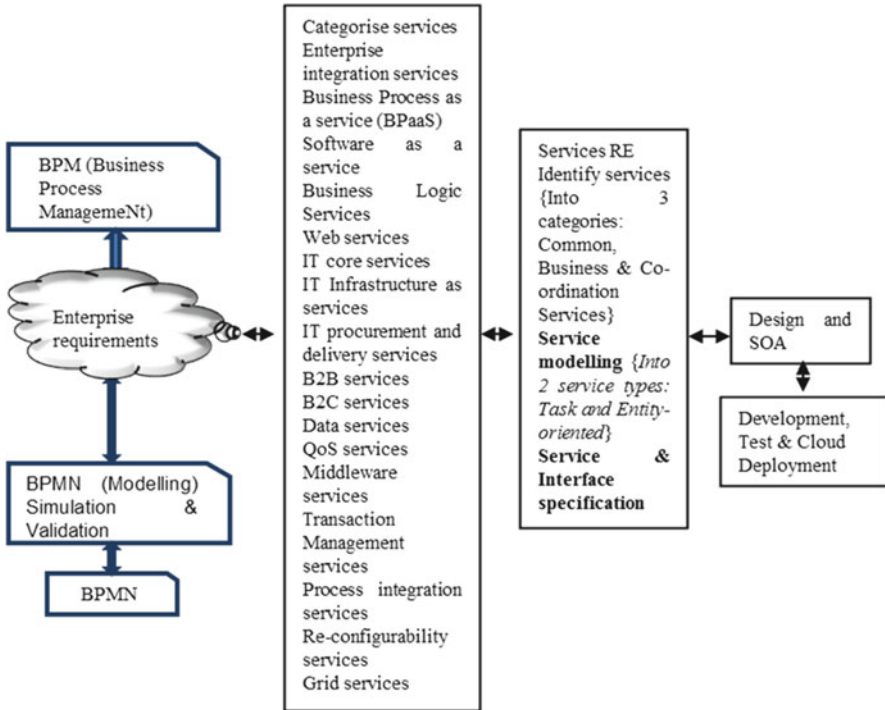 BPM (Business
Process
ManagemeNt)
Enterprise
requirements
BPMN (Modelling)
Simulation &
Validation
BPMN
Categorise services
Enterprise
integration services
Business Process as
a service (BPaaS)
Software as a
service
Business Logic
Services
Web services
IT core services
IT Infrastructure as
services
IT procurement and
delivery services
B2B services
B2C services
Data services
QoS services
Middleware
services
Transaction
Management
services
Process integration
services
Re-configurability
services
Grid services
Services RE
Identify services
{Into 3
categories:
Common,
Business & Co-
ordination
Services}
Service
modelling {Into
2 service types:
Task and Entity-
oriented}
Service &
Interface
specification
Design and
SOA
Development,
Test & Cloud
Deployment